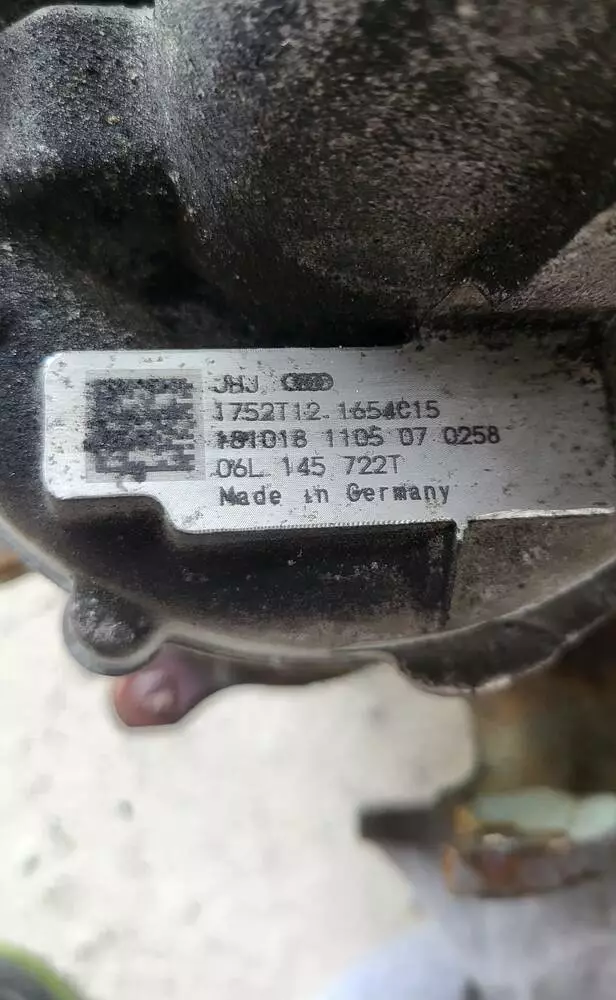 JHJ
1752T12-1654C15
181018 1105 07 0258
06L 145 722T
Made in Germany